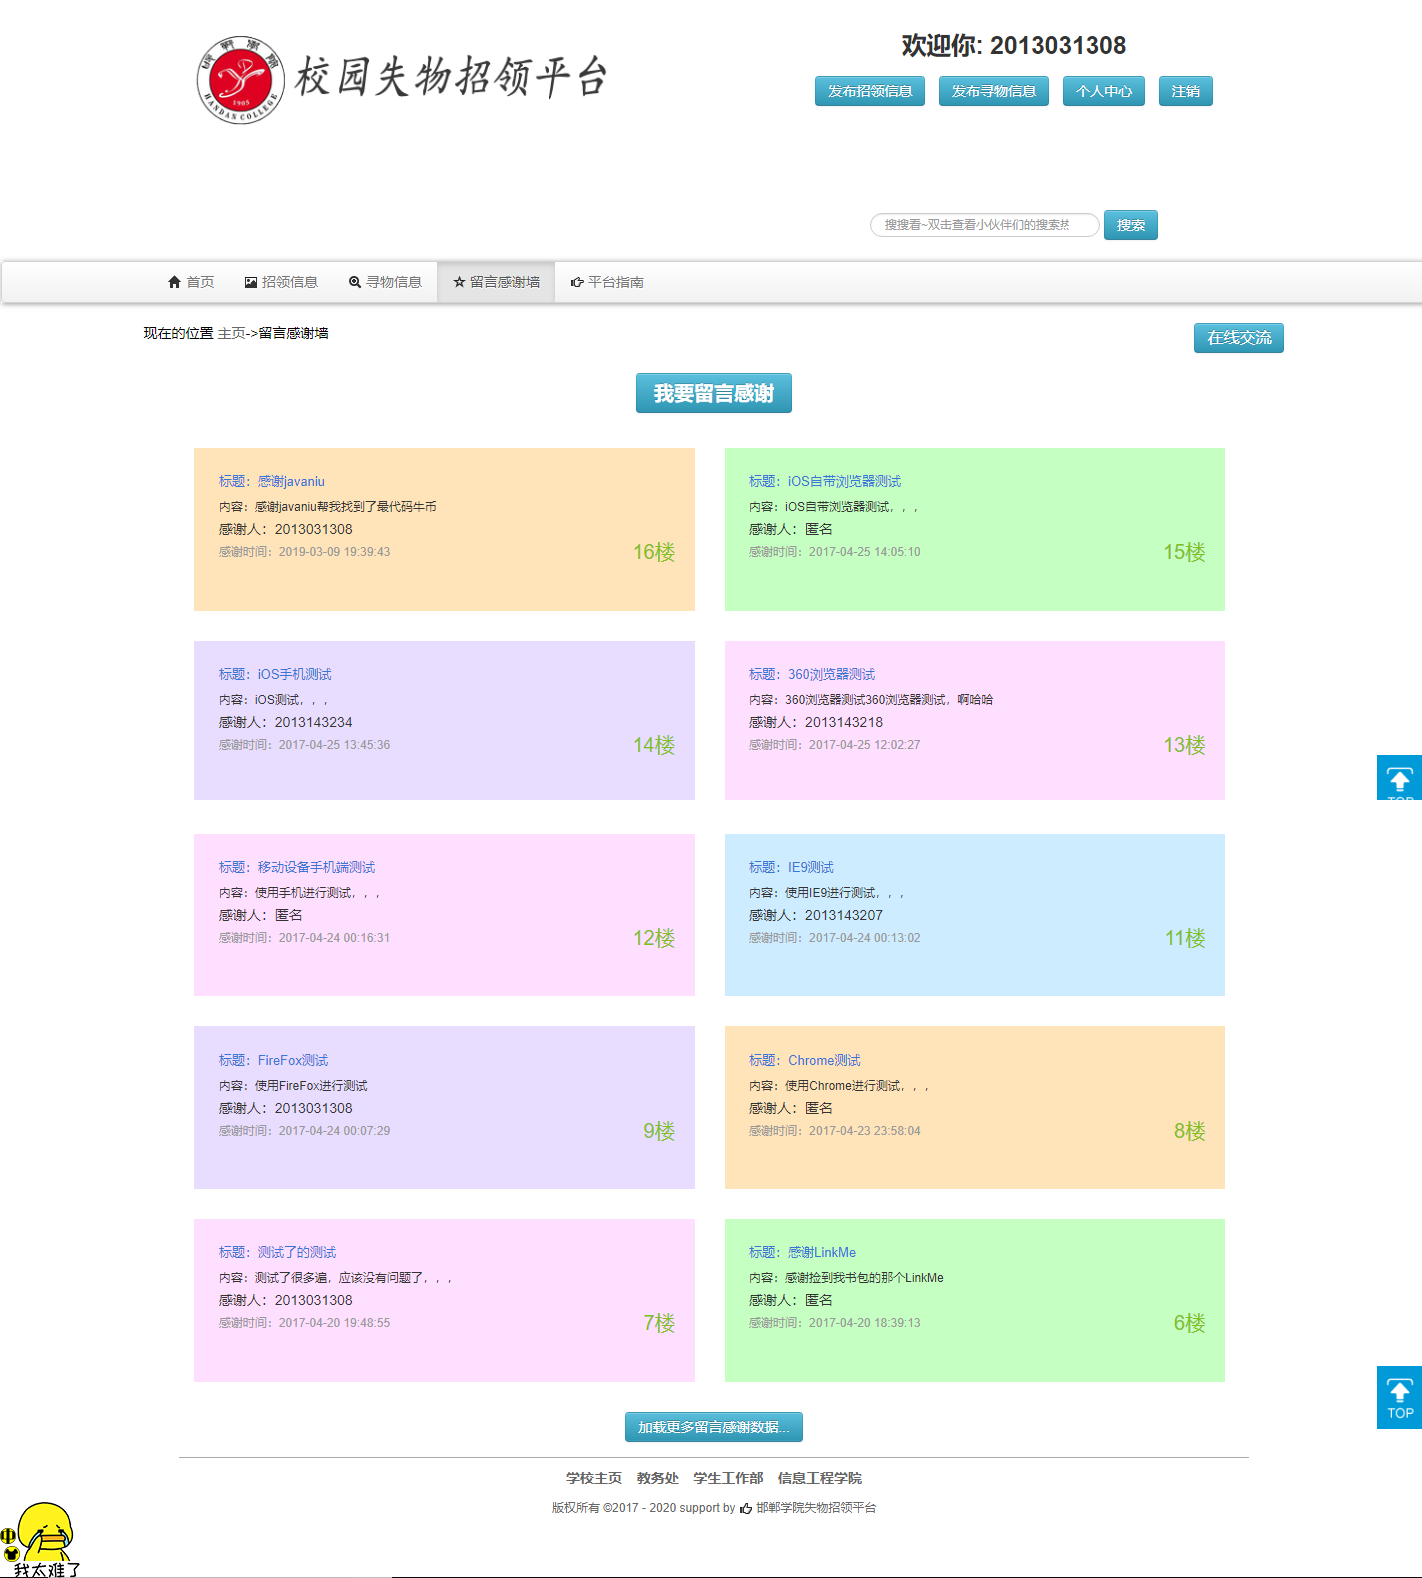 HANDAN COLLEGE
1905
校园失物招领平台
欢迎你: 2013031308
发布招领信息 发布寻物信息 个人中心 注销
搜搜看~双击查看小伙伴们的搜索热 搜索
首页 招领信息 寻物信息 留言感谢墙 平台指南
现在的位置 主页->留言感谢墙
在线交流
我要留言感谢
标题：感谢javaniu
内容：感谢javaniu帮我找到了最代码牛币
感谢人：2013031308
感谢时间：2019-03-09 19:39:43
16楼
标题：iOS自带浏览器测试
内容：iOS自带浏览器测试，，，
感谢人：匿名
感谢时间：2017-04-25 14:05:10
15楼
标题：iOS手机测试
内容：iOS测试，，，
感谢人：2013143234
感谢时间：2017-04-25 13:45:36
14楼
标题：360浏览器测试
内容：360浏览器测试360浏览器测试，啊哈哈
感谢人：2013143218
感谢时间：2017-04-25 12:02:27
13楼
TOP
标题：移动设备手机端测试
内容：使用手机进行测试，，，
感谢人：匿名
感谢时间：2017-04-24 00:16:31
12楼
标题：IE9测试
内容：使用IE9进行测试，，，
感谢人：2013143207
感谢时间：2017-04-24 00:13:02
11楼
标题：FireFox测试
内容：使用FireFox进行测试
感谢人：2013031308
感谢时间：2017-04-24 00:07:29
9楼
标题：Chrome测试
内容：使用Chrome进行测试，，，
感谢人：匿名
感谢时间：2017-04-23 23:58:04
8楼
标题：测试了的测试
内容：测试了很多遍，应该没有问题了，，，
感谢人：2013031308
感谢时间：2017-04-20 19:48:55
7楼
标题：感谢LinkMe
内容：感谢捡到我书包的那个LinkMe
感谢人：匿名
感谢时间：2017-04-20 18:39:13
6楼
TOP
加载更多留言感谢数据...
学校主页 教务处 学生工作部 信息工程学院
版权所有 ©2017 - 2020 support by 邯郸学院失物招领平台
我太难了